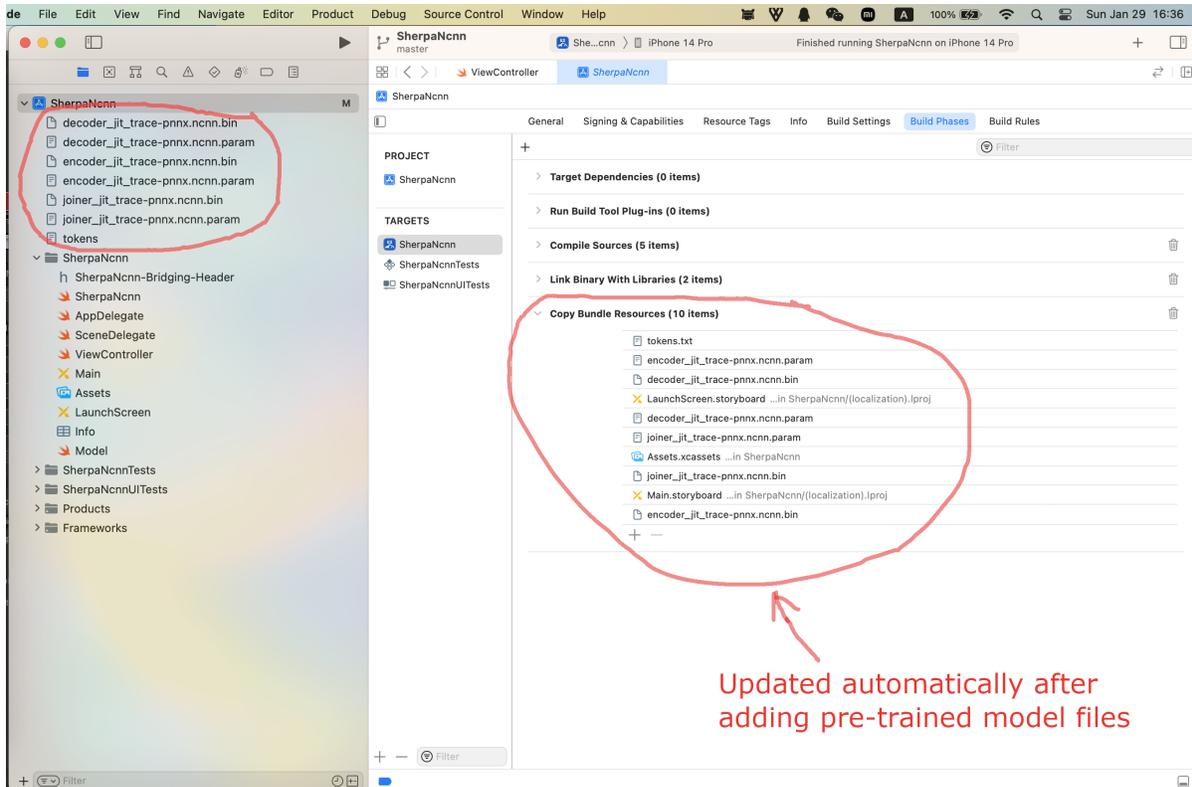 de File Edit View Find Navigate Editor Product Debug Source Control Window Help A 100% Sun Jan 29 16:36
SherpaNcnn
master
She...cnn 〉 iPhone 14 Pro
Finished running SherpaNcnn on iPhone 14 Pro
ViewController
SherpaNcnn
SherpaNcnn M
decoder_jit_trace-pnnx.ncnn.bin
decoder_jit_trace-pnnx.ncnn.param
encoder_jit_trace-pnnx.ncnn.bin
encoder_jit_trace-pnnx.ncnn.param
joiner_jit_trace-pnnx.ncnn.bin
joiner_jit_trace-pnnx.ncnn.param
tokens
SherpaNcnn
h SherpaNcnn-Bridging-Header
SherpaNcnn
AppDelegate
SceneDelegate
ViewController
Main
Assets
LaunchScreen
Info
Model
SherpaNcnnTests
SherpaNcnnUITests
Products
Frameworks
Filter
SherpaNcnn
General Signing & Capabilities Resource Tags Info Build Settings Build Phases Build Rules
PROJECT
SherpaNcnn
TARGETS
SherpaNcnn
SherpaNcnnTests
SherpaNcnnUITests
Filter
Filter
Target Dependencies (0 items)
Run Build Tool Plug-ins (0 items)
Compile Sources (5 items)
Link Binary With Libraries (2 items)
Copy Bundle Resources (10 items)
tokens.txt
encoder_jit_trace-pnnx.ncnn.param
decoder_jit_trace-pnnx.ncnn.bin
LaunchScreen.storyboard ...in SherpaNcnn/(localization).lproj
decoder_jit_trace-pnnx.ncnn.param
joiner_jit_trace-pnnx.ncnn.param
Assets.xcassets ...in SherpaNcnn
joiner_jit_trace-pnnx.ncnn.bin
Main.storyboard ...in SherpaNcnn/(localization).lproj
encoder_jit_trace-pnnx.ncnn.bin
Updated automatically after
adding pre-trained model files